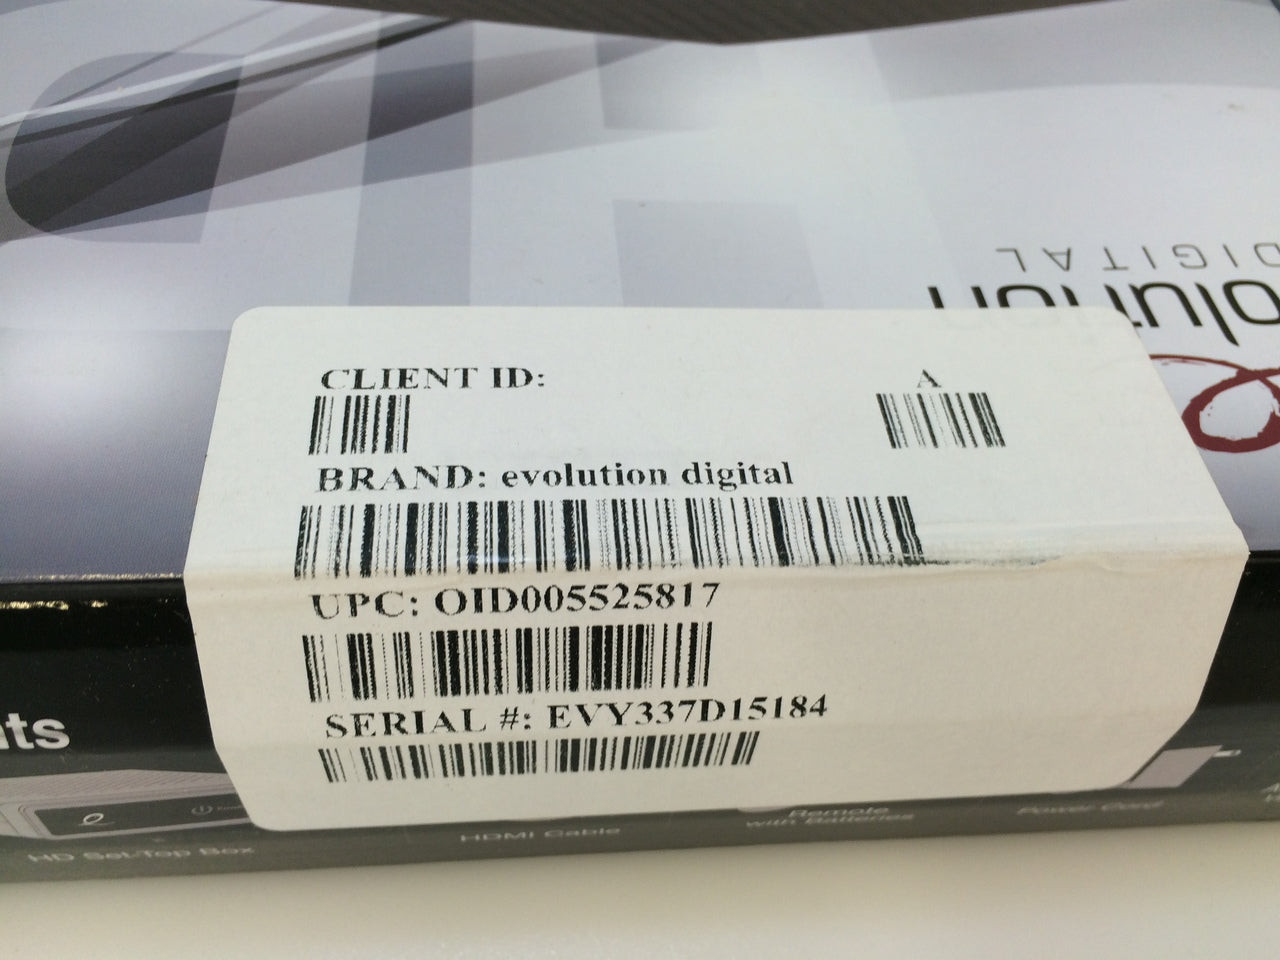 DIGITAL
CLIENT ID:
A
BRAND: evolution digital
UPC: OID005525817
SERIAL #: EVY337D15184
HD Set-Top Box
HDMI Cable
Remote
with Batteries
Power Cord